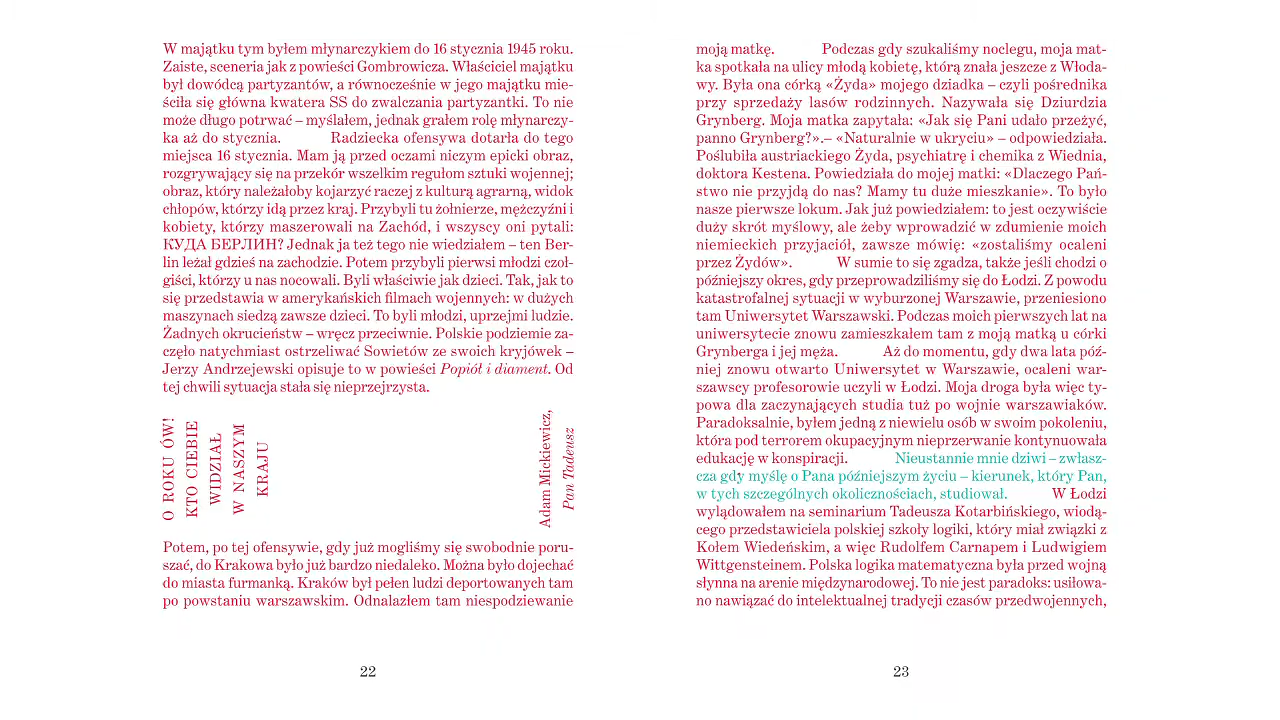 W majątku tym byłem młynarczykiem do 16 stycznia 1945 roku.
Zaiste, sceneria jak z powieści Gombrowicza. Właściciel majątku
był dowódcą partyzantów, a równocześnie w jego majątku mie-
ściła się główna kwatera SS do zwalczania partyzantki. To nie
może długo potrwać – myślałem, jednak grałem rolę młynarczy-
ka aż do stycznia. Radziecka ofensywa dotarła do tego
miejsca 16 stycznia. Mam ją przed oczami niczym epicki obraz,
rozgrywający się na przekór wszelkim regułom sztuki wojennej;
obraz, który należałoby kojarzyć raczej z kulturą agrarną, widok
chłopów, którzy idą przez kraj. Przybyli tu żołnierze, mężczyźni i
kobiety, którzy maszerowali na Zachód, i wszyscy oni pytali:
КУДА БЕРЛИН? Jednak ja też tego nie wiedziałem – ten Ber-
lin leżał gdzieś na zachodzie. Potem przybyli pierwsi młodzi czoł-
giści, którzy u nas nocowali. Byli właściwie jak dzieci. Tak, jak to
się przedstawia w amerykańskich filmach wojennych: w dużych
maszynach siedzą zawsze dzieci. To byli młodzi, uprzejmi ludzie.
Żadnych okrucieństw – wręcz przeciwnie. Polskie podziemie za-
częło natychmiast ostrzeliwać Sowietów ze swoich kryjówek –
Jerzy Andrzejewski opisuje to w powieści Popiół i diament. Od
tej chwili sytuacja stała się nieprzejrzysta.
O ROKU ÓW!
KTO CIEBIE
WIDZIAŁ
W NASZYM
KRAJU
Adam Mickiewicz,
Pan Tadeusz
Potem, po tej ofensywie, gdy już mogliśmy się swobodnie poru-
szać, do Krakowa było już bardzo niedaleko. Można było dojechać
do miasta furmanką. Kraków był pełen ludzi deportowanych tam
po powstaniu warszawskim. Odnalazłem tam niespodziewanie
22
moją matkę. Podczas gdy szukaliśmy noclegu, moja mat-
ka spotkała na ulicy młodą kobietę, którą znała jeszcze z Włoda-
wy. Była ona córką «Żyda» mojego dziadka – czyli pośrednika
przy sprzedaży lasów rodzinnych. Nazywała się Dziurdzia
Grynberg. Moja matka zapytała: «Jak się Pani udało przeżyć,
panno Grynberg?».– «Naturalnie w ukryciu» – odpowiedziała.
Poślubiła austriackiego Żyda, psychiatrę i chemika z Wiednia,
doktora Kestena. Powiedziała do mojej matki: «Dlaczego Pań-
stwo nie przyjdą do nas? Mamy tu duże mieszkanie». To było
nasze pierwsze lokum. Jak już powiedziałem: to jest oczywiście
duży skrót myślowy, ale żeby wprowadzić w zdumienie moich
niemieckich przyjaciół, zawsze mówię: «zostaliśmy ocaleni
przez Żydów». W sumie to się zgadza, także jeśli chodzi o
późniejszy okres, gdy przeprowadziliśmy się do Łodzi. Z powodu
katastrofalnej sytuacji w wyburzonej Warszawie, przeniesiono
tam Uniwersytet Warszawski. Podczas moich pierwszych lat na
uniwersytecie znowu zamieszkałem tam z moją matką u córki
Grynberga i jej męża. Aż do momentu, gdy dwa lata póź-
niej znowu otwarto Uniwersytet w Warszawie, ocaleni war-
szawscy profesorowie uczyli w Łodzi. Moja droga była więc ty-
powa dla zaczynających studia tuż po wojnie warszawiaków.
Paradoksalnie, byłem jedną z niewielu osób w swoim pokoleniu,
która pod terrorem okupacyjnym nieprzerwanie kontynuowała
edukację w konspiracji. Nieustannie mnie dziwi – zwłasz-
cza gdy myślę o Pana późniejszym życiu – kierunek, który Pan,
w tych szczególnych okolicznościach, studiował. W Łodzi
wylądowałem na seminarium Tadeusza Kotarbińskiego, wiodą-
cego przedstawiciela polskiej szkoły logiki, który miał związki z
Kołem Wiedeńskim, a więc Rudolfem Carnapem i Ludwigiem
Wittgensteinem. Polska logika matematyczna była przed wojną
słynna na arenie międzynarodowej. To nie jest paradoks: usiłowa-
no nawiązać do intelektualnej tradycji czasów przedwojennych,
23